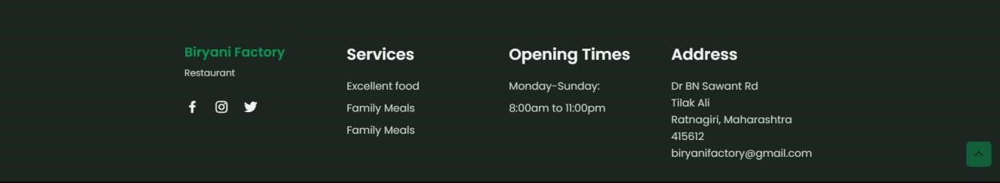 Biryani Factory
Restaurant
Services
Excellent food
Family Meals
Family Meals
Opening Times
Monday-Sunday:
8:00am to 11:00pm
Address
Dr BN Sawant Rd
Tilak Ali
Ratnagiri, Maharashtra
415612
biryanifactory@gmail.com